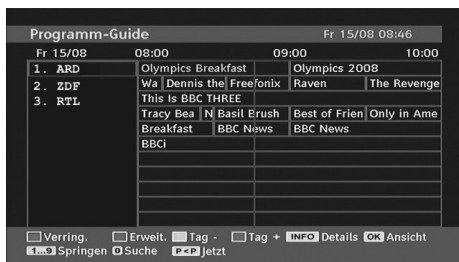 Programm-Guide Fr 15/08 08:46
Fr 15/08 08:00 09:00 10:00
1. ARD Olympics Breakfast Olympics 2008
2. ZDF Wa Dennis the Freefonix Raven The Revenge
3. RTL This Is BBC THREE
Tracy Bea N Basil Brush Best of Frien Only in Ame
Breakfast BBC News BBC News
BBCi
Verring. Erweit. Tag - Tag + INFO Details OK Ansicht
1...9 Springen 0 Suche P<P Jetzt